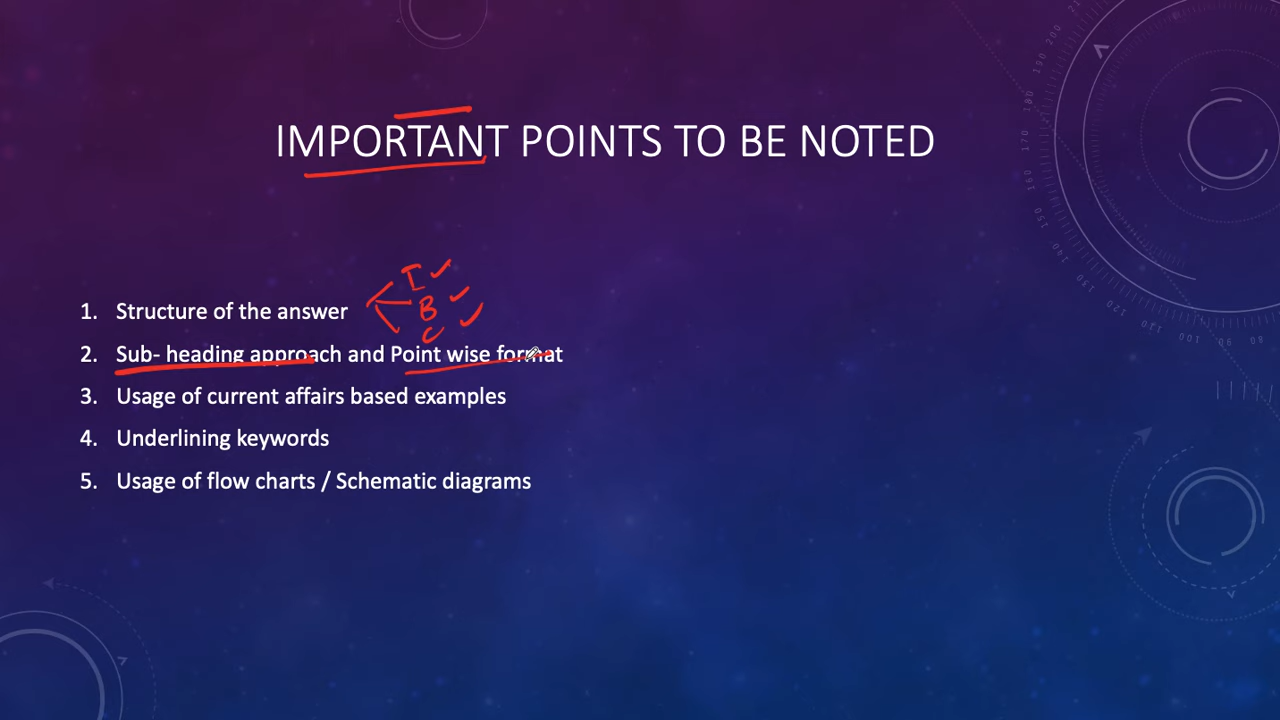 IMPORTANT POINTS TO BE NOTED
I
1. Structure of the answer
B
C
2. Sub- heading approach and Point wise format
3. Usage of current affairs based examples
4. Underlining keywords
5. Usage of flow charts / Schematic diagrams